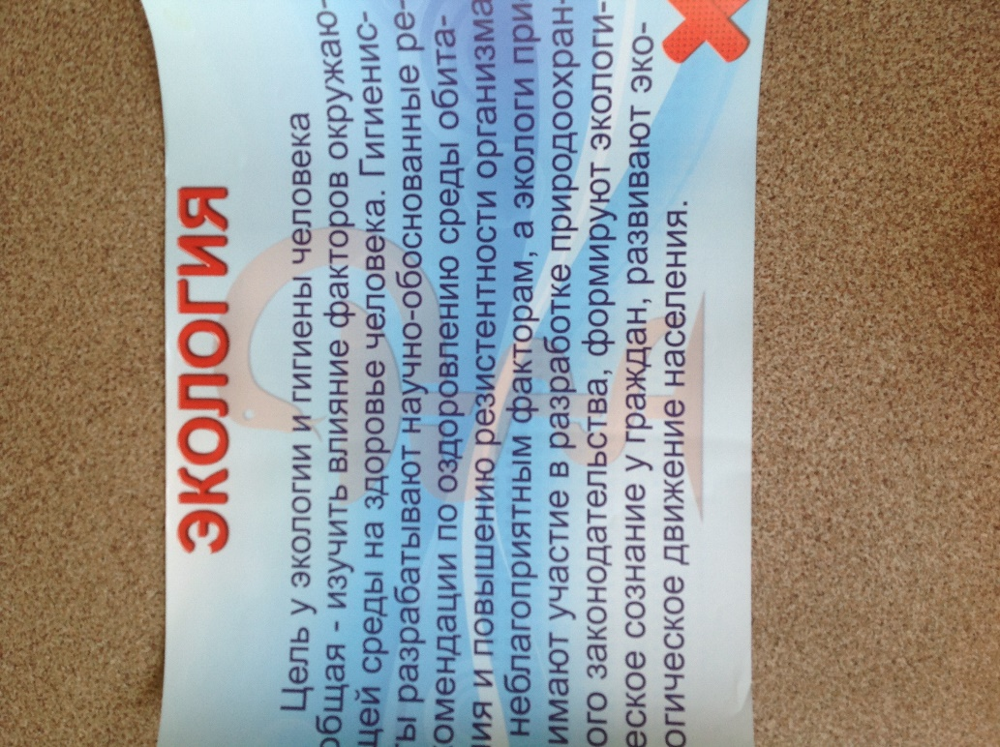 ЭКОЛОГИЯ
Цель у экологии и гигиены человека
общая - изучить влияние факторов окружаю-
щей среды на здоровье человека. Гигиенис-
ты разрабатывают научно-обоснованные ре-
комендации по оздоровлению среды обита-
ния и повышению резистентности организма
неблагоприятным факторам, а экологи при-
имают участие в разработке природоохран-
ого законодательства, формируют экологи-
еское сознание у граждан, развивают эко-
огическое движение населения.